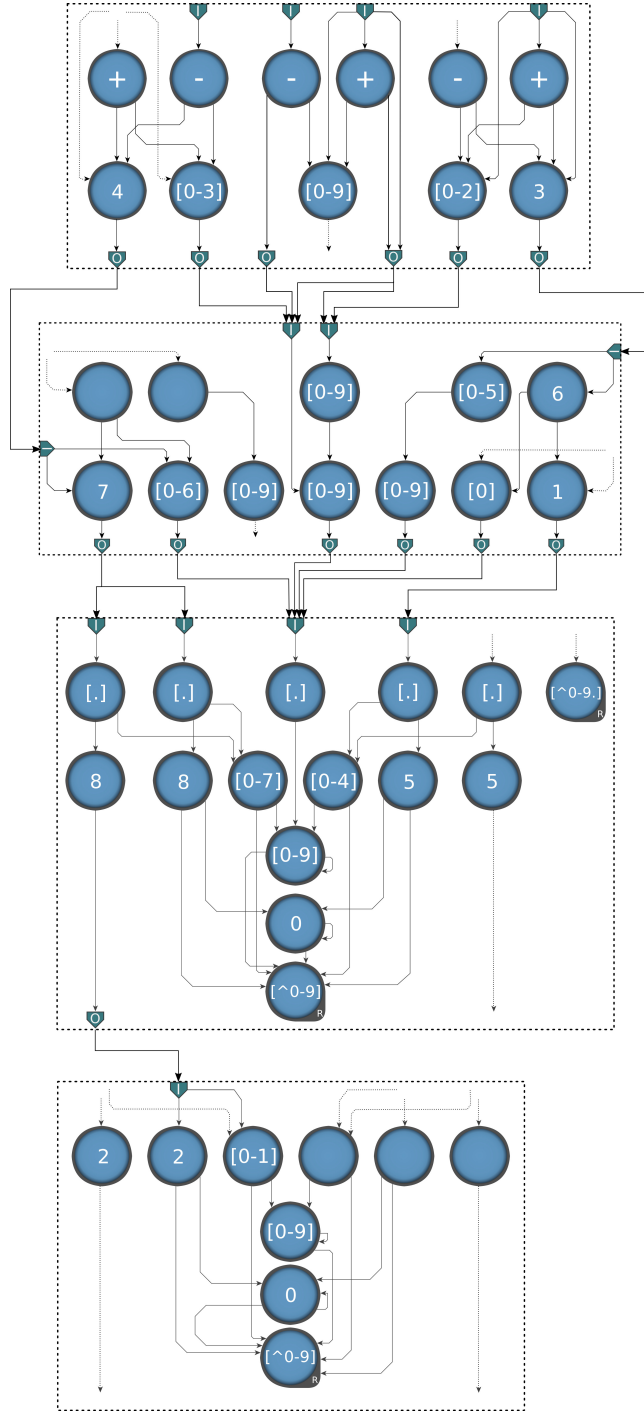 I I I I
+ - - + - +
4 [0-3] [0-9] [0-2] 3
O O O O O O
I I
[0-9] [0-5] 6
I
I
7 [0-6] [0-9] [0-9] [0-9] [0] 1
O O O O O O
I I I I
[.] [.] [.] [.] [.] [^0-9.]
R
8 8 [0-7] [0-4] 5 5
[0-9]
0
[^0-9]
R
O
I
2 2 [0-1]
[0-9]
0
[^0-9]
R